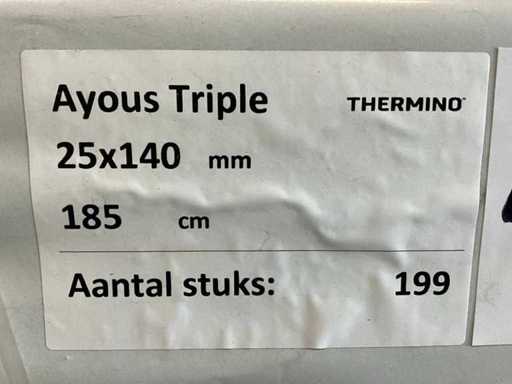 Ayous Triple THERMINO
25x140 mm
185 cm
Aantal stuks: 199